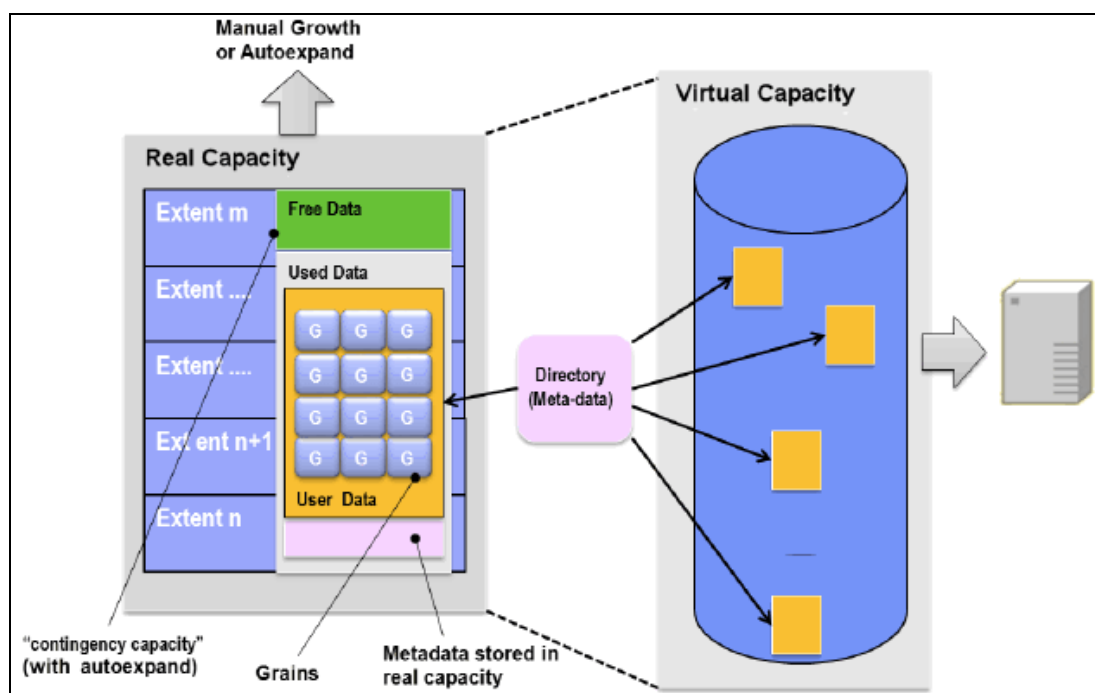 Manual Growth
or Autoexpand
Real Capacity
Virtual Capacity
Extent m
Free Data
Used Data
Extent ....
G G G
G G G
Extent ....
Directory
(Meta-data)
G G G
Ext ent n+1
G G G
User Data
Extent n
"contingency capacity"
(with autoexpand)
Grains
Metadata stored in
real capacity